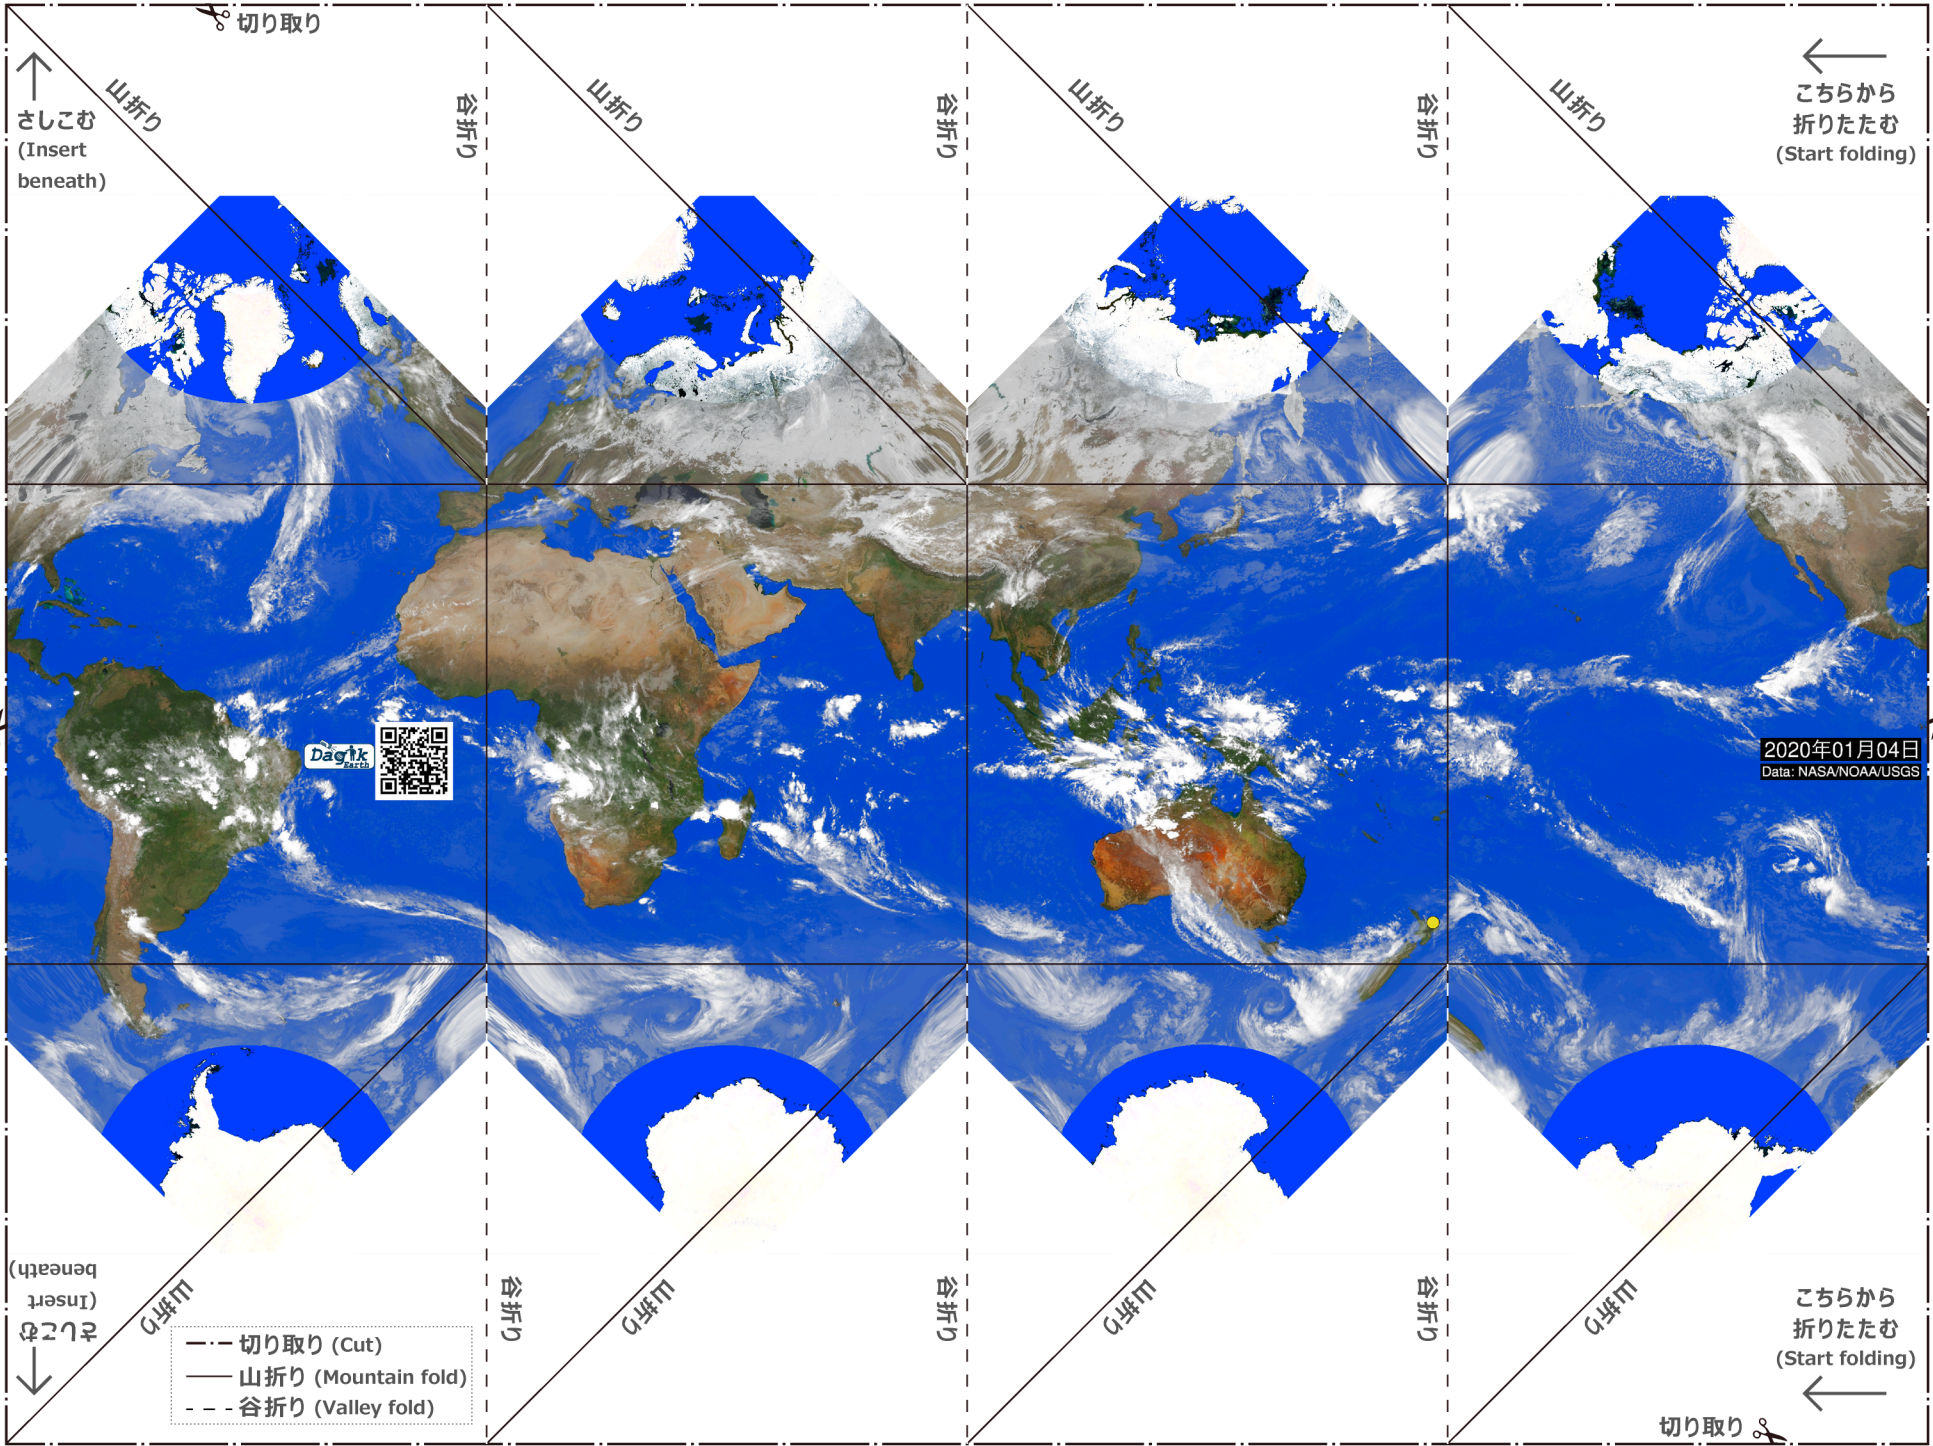 切り取り
さしこむ
(Insert
beneath)
山折り
谷折り
山折り
谷折り
山折り
谷折り
山折り
こちらから
折りたたむ
(Start folding)
Dagik
Earth
2020年01月04日
Data: NASA/NOAA/USGS
さしこむ
(Insert
beneath)
山折り
谷折り
山折り
谷折り
山折り
谷折り
山折り
こちらから
折りたたむ
(Start folding)
切り取り (Cut)
山折り (Mountain fold)
谷折り (Valley fold)
切り取り